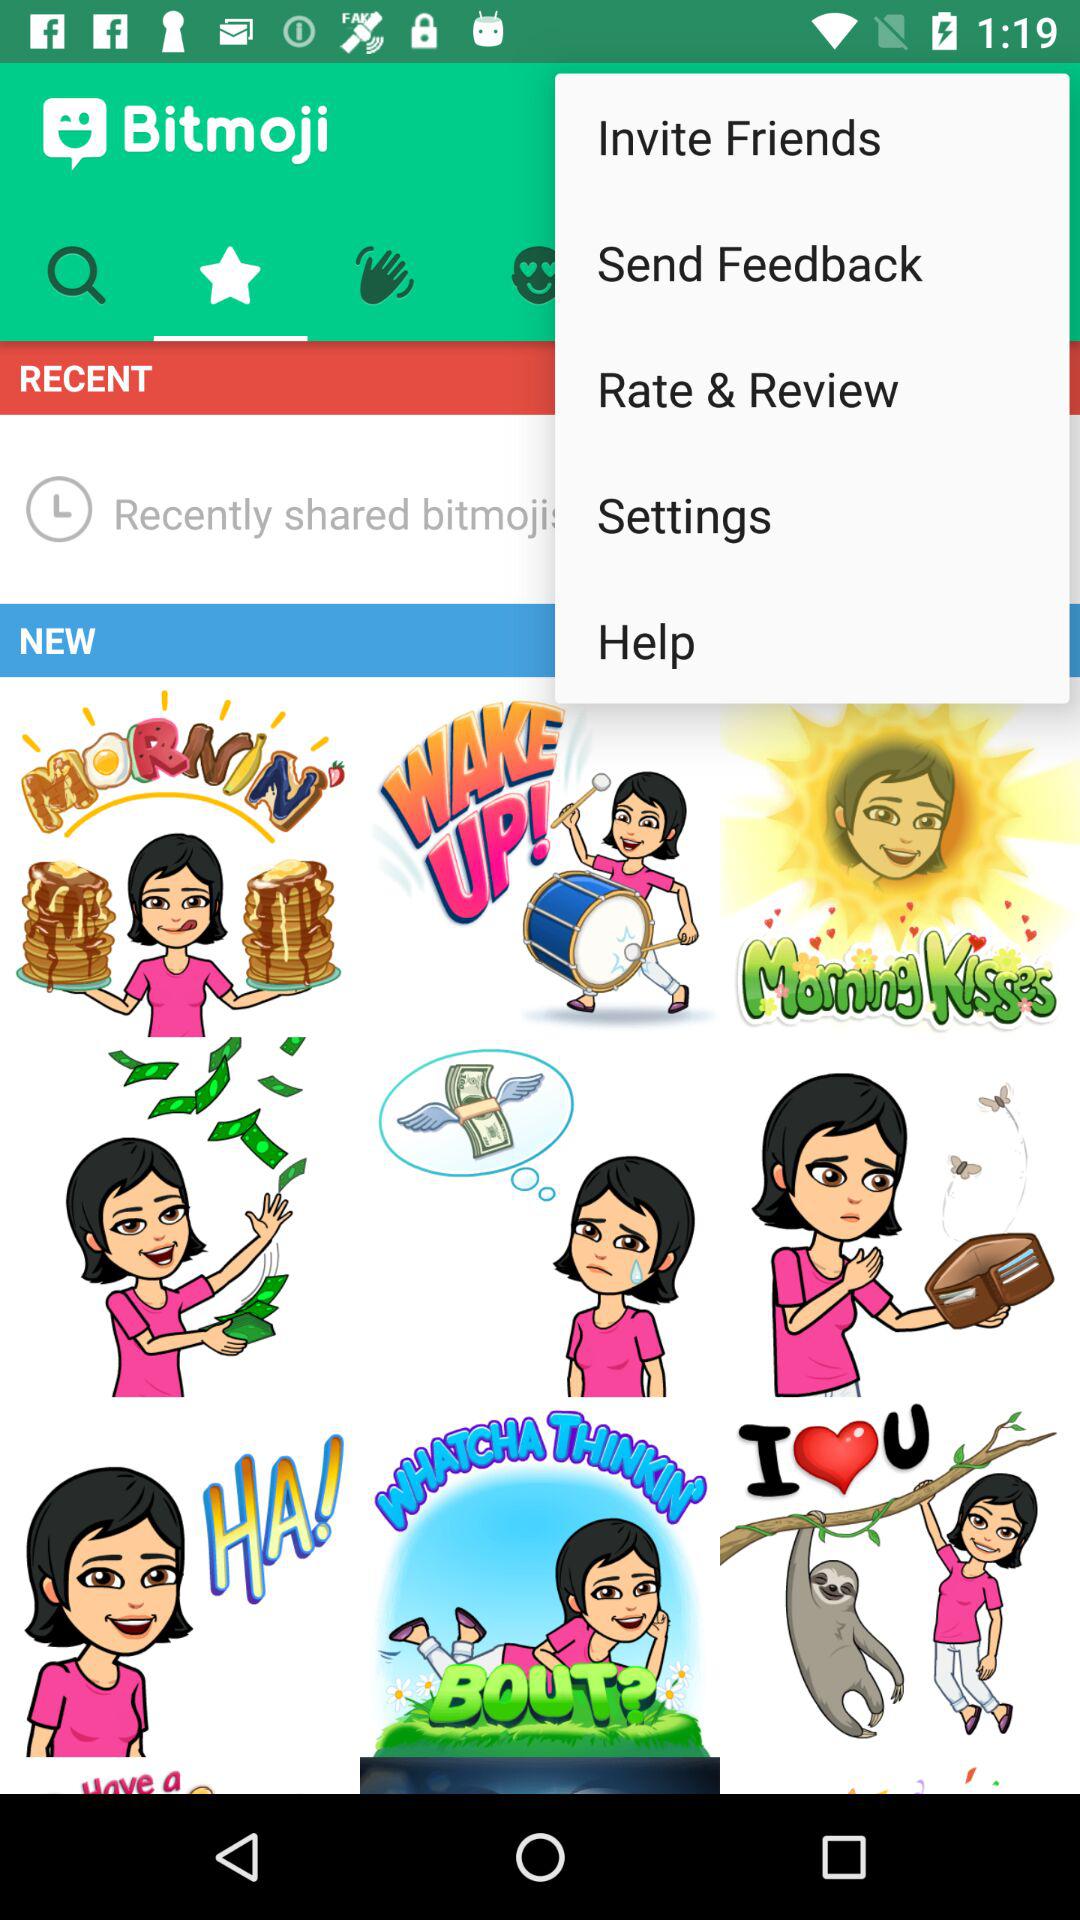 FAKE
1:19
Bitmoji
Invite Friends
Send Feedback
Rate & Review
Settings
Help
RECENT
Recently shared bitmojis
NEW
MORNIN'
WAKE
UP!
Morning Kisses
HA!
WHATCHA THINKIN'
BOUT?
I U
Have a